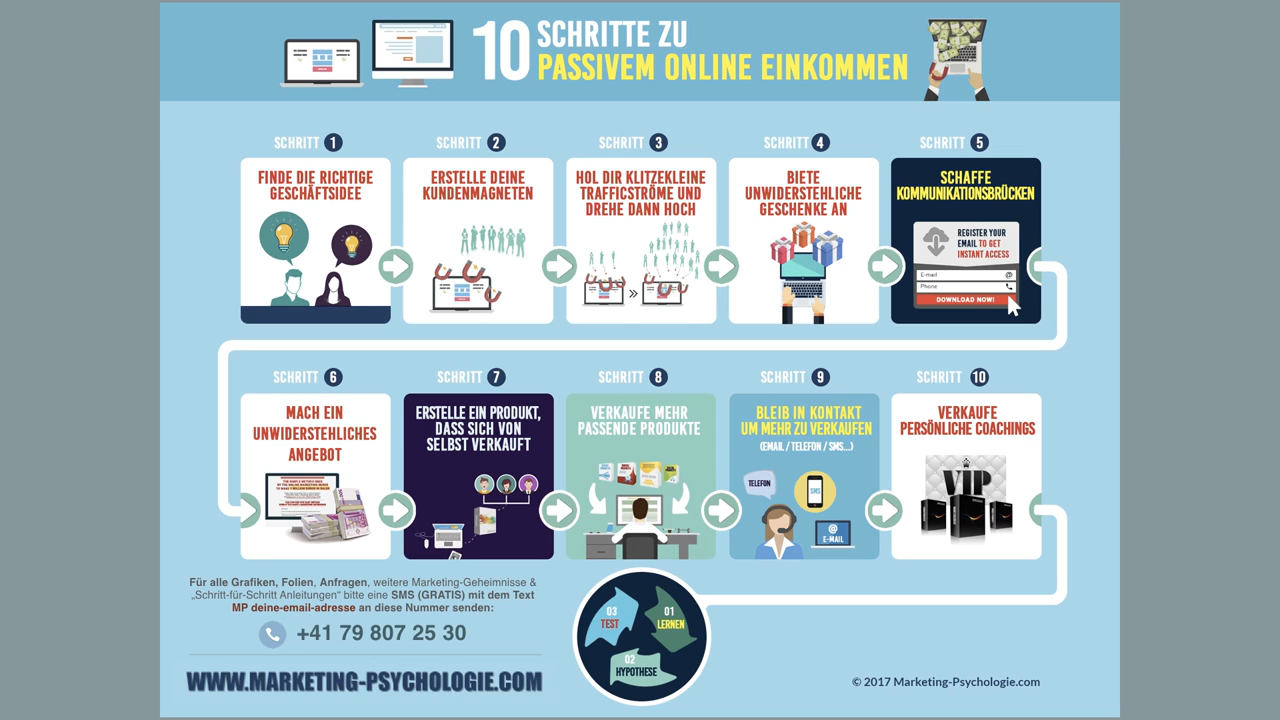 10 SCHRITTE ZU
PASSIVEM ONLINE EINKOMMEN
SCHRITT 1
FINDE DIE RICHTIGE
GESCHÄFTSIDEE
SCHRITT 2
ERSTELLE DEINE
KUNDENMAGNETEN
SCHRITT 3
HOL DIR KLITZEKLEINE
TRAFFICSTRÖME UND
DREHE DANN HOCH
»
SCHRITT 4
BIETE
UNWIDERSTEHLICHE
GESCHENKE AN
SCHRITT 5
SCHAFFE
KOMMUNIKATIONSBRÜCKEN
REGISTER YOUR
EMAIL TO GET
INSTANT ACCESS
E-mail @
Phone
DOWNLOAD NOW!
SCHRITT 6
MACH EIN
UNWIDERSTEHLICHES
ANGEBOT
SCHRITT 7
ERSTELLE EIN PRODUKT,
DASS SICH VON
SELBST VERKAUFT
SCHRITT 8
VERKAUFE MEHR
PASSENDE PRODUKTE
SCHRITT 9
BLEIB IN KONTAKT
UM MEHR ZU VERKAUFEN
(EMAIL / TELEFON / SMS...)
TELEFON
SMS
@
E-MAIL
SCHRITT 10
VERKAUFE
PERSÖNLICHE COACHINGS
VIP
Für alle Grafiken, Folien, Anfragen, weitere Marketing-Geheimnisse &
„Schritt-für-Schritt Anleitungen“ bitte eine SMS (GRATIS) mit dem Text
MP deine-email-adresse an diese Nummer senden:
+41 79 807 25 30
WWW.MARKETING-PSYCHOLOGIE.COM
01
LERNEN
02
HYPOTHESE
03
TEST
© 2017 Marketing-Psychologie.com